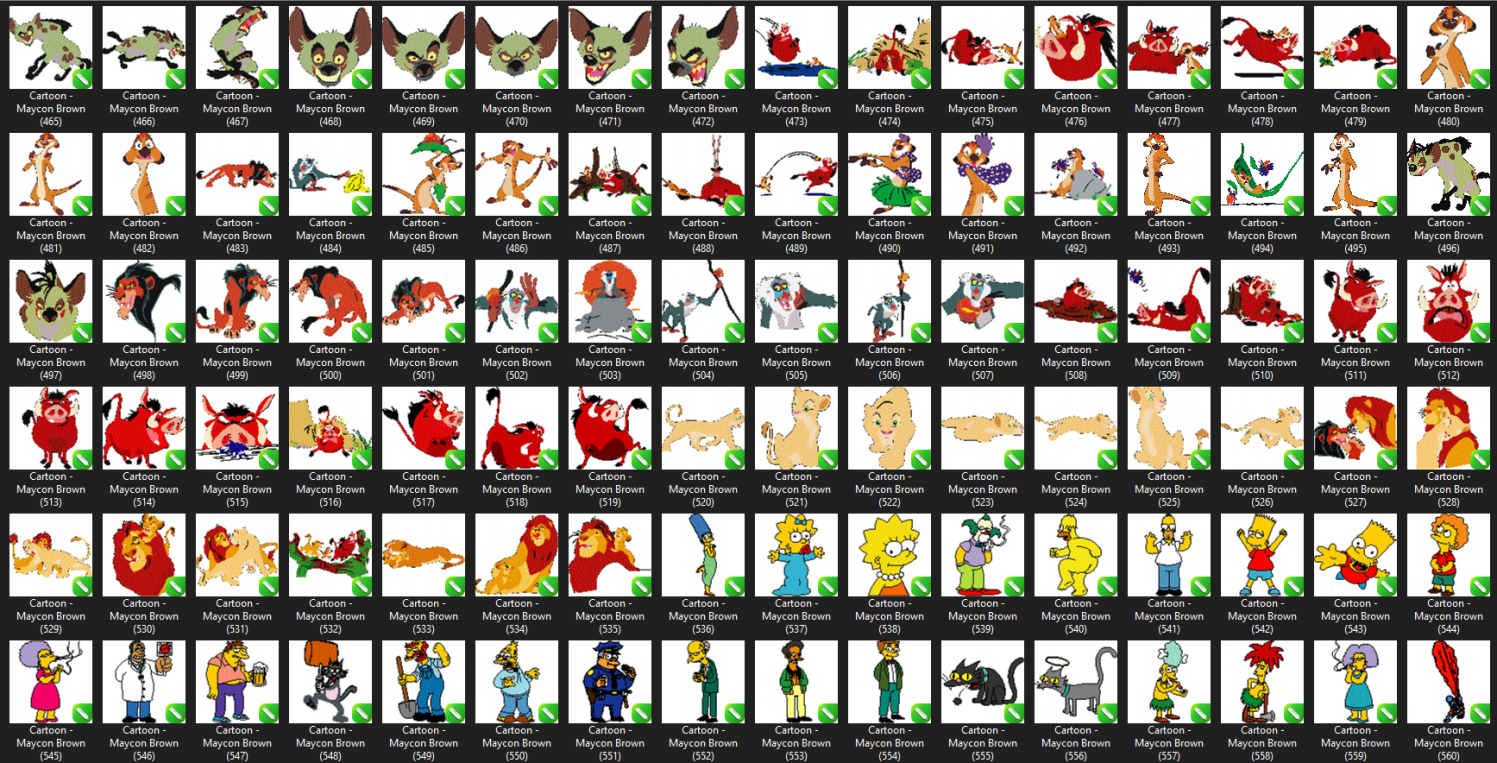 Cartoon -
Maycon Brown
(465)
Cartoon -
Maycon Brown
(466)
Cartoon -
Maycon Brown
(467)
Cartoon -
Maycon Brown
(468)
Cartoon -
Maycon Brown
(469)
Cartoon -
Maycon Brown
(470)
Cartoon -
Maycon Brown
(471)
Cartoon -
Maycon Brown
(472)
Cartoon -
Maycon Brown
(473)
Cartoon -
Maycon Brown
(474)
Cartoon -
Maycon Brown
(475)
Cartoon -
Maycon Brown
(476)
Cartoon -
Maycon Brown
(477)
Cartoon -
Maycon Brown
(478)
Cartoon -
Maycon Brown
(479)
Cartoon -
Maycon Brown
(480)
Cartoon -
Maycon Brown
(481)
Cartoon -
Maycon Brown
(482)
Cartoon -
Maycon Brown
(483)
Cartoon -
Maycon Brown
(484)
Cartoon -
Maycon Brown
(485)
Cartoon -
Maycon Brown
(486)
Cartoon -
Maycon Brown
(487)
Cartoon -
Maycon Brown
(488)
Cartoon -
Maycon Brown
(489)
Cartoon -
Maycon Brown
(490)
Cartoon -
Maycon Brown
(491)
Cartoon -
Maycon Brown
(492)
Cartoon -
Maycon Brown
(493)
Cartoon -
Maycon Brown
(494)
Cartoon -
Maycon Brown
(495)
Cartoon -
Maycon Brown
(496)
Cartoon -
Maycon Brown
(497)
Cartoon -
Maycon Brown
(498)
Cartoon -
Maycon Brown
(499)
Cartoon -
Maycon Brown
(500)
Cartoon -
Maycon Brown
(501)
Cartoon -
Maycon Brown
(502)
Cartoon -
Maycon Brown
(503)
Cartoon -
Maycon Brown
(504)
Cartoon -
Maycon Brown
(505)
Cartoon -
Maycon Brown
(506)
Cartoon -
Maycon Brown
(507)
Cartoon -
Maycon Brown
(508)
Cartoon -
Maycon Brown
(509)
Cartoon -
Maycon Brown
(510)
Cartoon -
Maycon Brown
(511)
Cartoon -
Maycon Brown
(512)
Cartoon -
Maycon Brown
(513)
Cartoon -
Maycon Brown
(514)
Cartoon -
Maycon Brown
(515)
Cartoon -
Maycon Brown
(516)
Cartoon -
Maycon Brown
(517)
Cartoon -
Maycon Brown
(518)
Cartoon -
Maycon Brown
(519)
Cartoon -
Maycon Brown
(520)
Cartoon -
Maycon Brown
(521)
Cartoon -
Maycon Brown
(522)
Cartoon -
Maycon Brown
(523)
Cartoon -
Maycon Brown
(524)
Cartoon -
Maycon Brown
(525)
Cartoon -
Maycon Brown
(526)
Cartoon -
Maycon Brown
(527)
Cartoon -
Maycon Brown
(528)
Cartoon -
Maycon Brown
(529)
Cartoon -
Maycon Brown
(530)
Cartoon -
Maycon Brown
(531)
Cartoon -
Maycon Brown
(532)
Cartoon -
Maycon Brown
(533)
Cartoon -
Maycon Brown
(534)
Cartoon -
Maycon Brown
(535)
Cartoon -
Maycon Brown
(536)
Cartoon -
Maycon Brown
(537)
Cartoon -
Maycon Brown
(538)
Cartoon -
Maycon Brown
(539)
Cartoon -
Maycon Brown
(540)
Cartoon -
Maycon Brown
(541)
Cartoon -
Maycon Brown
(542)
Cartoon -
Maycon Brown
(543)
Cartoon -
Maycon Brown
(544)
Cartoon -
Maycon Brown
(545)
Cartoon -
Maycon Brown
(546)
Cartoon -
Maycon Brown
(547)
Cartoon -
Maycon Brown
(548)
Cartoon -
Maycon Brown
(549)
Cartoon -
Maycon Brown
(550)
Cartoon -
Maycon Brown
(551)
Cartoon -
Maycon Brown
(552)
Cartoon -
Maycon Brown
(553)
Cartoon -
Maycon Brown
(554)
Cartoon -
Maycon Brown
(555)
Cartoon -
Maycon Brown
(556)
Cartoon -
Maycon Brown
(557)
Cartoon -
Maycon Brown
(558)
Cartoon -
Maycon Brown
(559)
Cartoon -
Maycon Brown
(560)